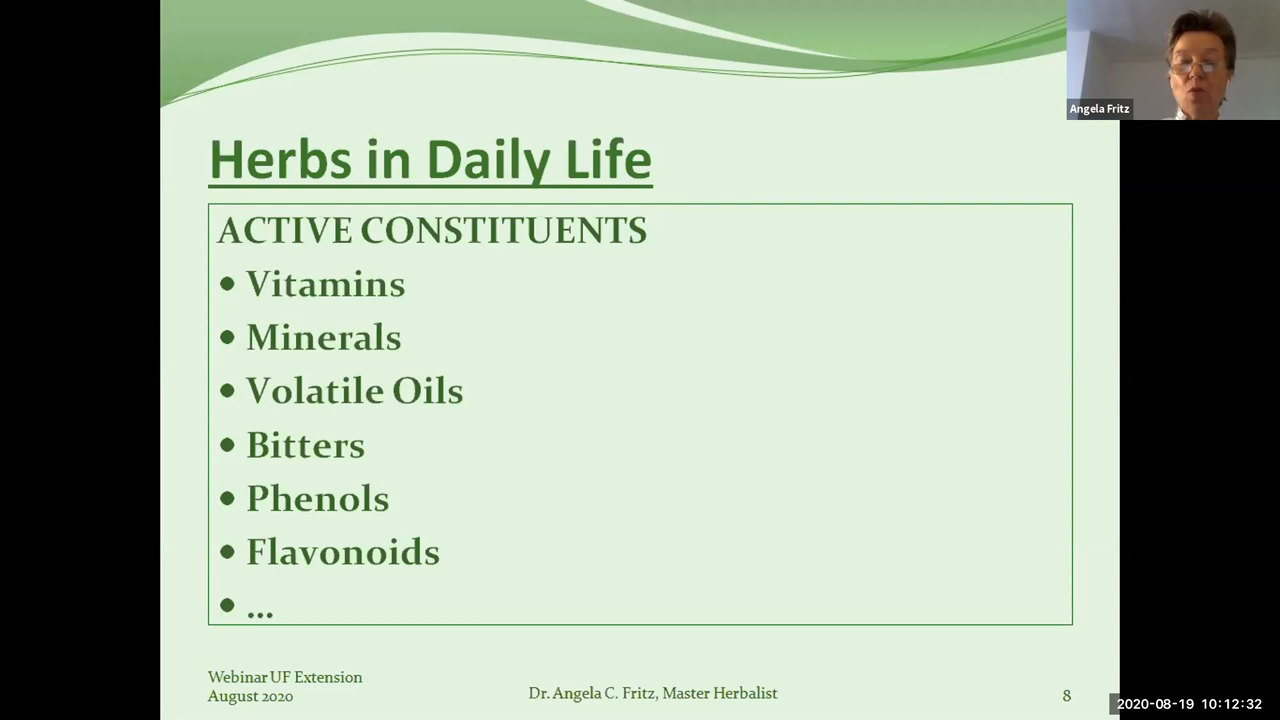 Angela Fritz
Herbs in Daily Life
ACTIVE CONSTITUENTS
• Vitamins
• Minerals
• Volatile Oils
• Bitters
• Phenols
• Flavonoids
• ...
Webinar UF Extension
August 2020
Dr. Angela C. Fritz, Master Herbalist
8
2020-08-19 10:12:32